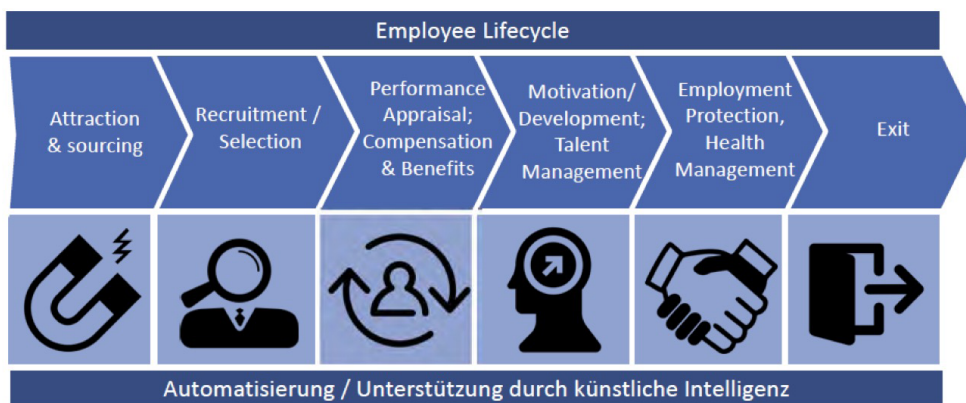 Employee Lifecycle
Attraction
& sourcing
Recruitment /
Selection
Performance
Appraisal;
Compensation
& Benefits
Motivation/
Development;
Talent
Management
Employment
Protection,
Health
Management
Exit
Automatisierung / Unterstützung durch künstliche Intelligenz